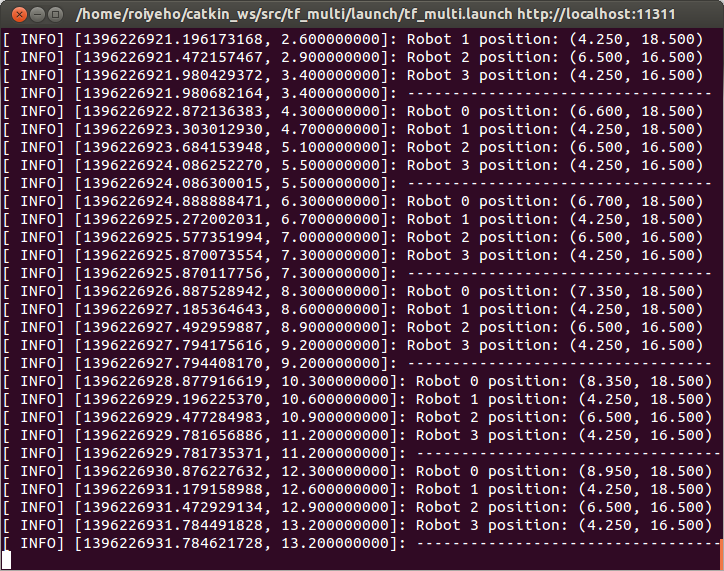 /home/roiyeho/catkin_ws/src/tf_multi/launch/tf_multi.launch http://localhost:11311
[ INFO] [1396226921.196173168, 2.600000000]: Robot 1 position: (4.250, 18.500)
[ INFO] [1396226921.472157467, 2.900000000]: Robot 2 position: (6.500, 16.500)
[ INFO] [1396226921.980429372, 3.400000000]: Robot 3 position: (4.250, 16.500)
[ INFO] [1396226921.980682164, 3.400000000]: ----------------------------------
[ INFO] [1396226922.872136383, 4.300000000]: Robot 0 position: (6.600, 18.500)
[ INFO] [1396226923.303012930, 4.700000000]: Robot 1 position: (4.250, 18.500)
[ INFO] [1396226923.684153948, 5.100000000]: Robot 2 position: (6.500, 16.500)
[ INFO] [1396226924.086252270, 5.500000000]: Robot 3 position: (4.250, 16.500)
[ INFO] [1396226924.086300015, 5.500000000]: ----------------------------------
[ INFO] [1396226924.888888471, 6.300000000]: Robot 0 position: (6.700, 18.500)
[ INFO] [1396226925.272002031, 6.700000000]: Robot 1 position: (4.250, 18.500)
[ INFO] [1396226925.577351994, 7.000000000]: Robot 2 position: (6.500, 16.500)
[ INFO] [1396226925.870073554, 7.300000000]: Robot 3 position: (4.250, 16.500)
[ INFO] [1396226925.870117756, 7.300000000]: ----------------------------------
[ INFO] [1396226926.887528942, 8.300000000]: Robot 0 position: (7.350, 18.500)
[ INFO] [1396226927.185364643, 8.600000000]: Robot 1 position: (4.250, 18.500)
[ INFO] [1396226927.492959887, 8.900000000]: Robot 2 position: (6.500, 16.500)
[ INFO] [1396226927.794175616, 9.200000000]: Robot 3 position: (4.250, 16.500)
[ INFO] [1396226927.794408170, 9.200000000]: ----------------------------------
[ INFO] [1396226928.877916619, 10.300000000]: Robot 0 position: (8.350, 18.500)
[ INFO] [1396226929.196225370, 10.600000000]: Robot 1 position: (4.250, 18.500)
[ INFO] [1396226929.477284983, 10.900000000]: Robot 2 position: (6.500, 16.500)
[ INFO] [1396226929.781656886, 11.200000000]: Robot 3 position: (4.250, 16.500)
[ INFO] [1396226929.781735371, 11.200000000]: ----------------------------------
[ INFO] [1396226930.876227632, 12.300000000]: Robot 0 position: (8.950, 18.500)
[ INFO] [1396226931.179158988, 12.600000000]: Robot 1 position: (4.250, 18.500)
[ INFO] [1396226931.472929134, 12.900000000]: Robot 2 position: (6.500, 16.500)
[ INFO] [1396226931.784491828, 13.200000000]: Robot 3 position: (4.250, 16.500)
[ INFO] [1396226931.784621728, 13.200000000]: ----------------------------------